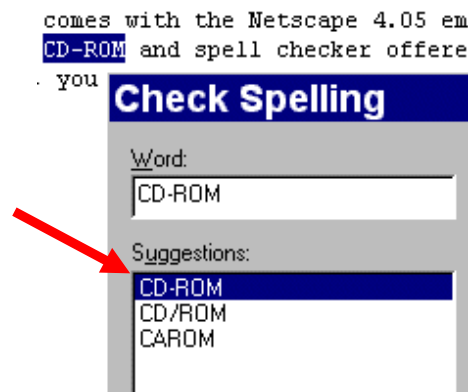 comes with the Netscape 4.05 em
CD-ROM and spell checker offere
. you
Check Spelling
Word:
CD-ROM
Suggestions:
CD-ROM
CD/ROM
CAROM